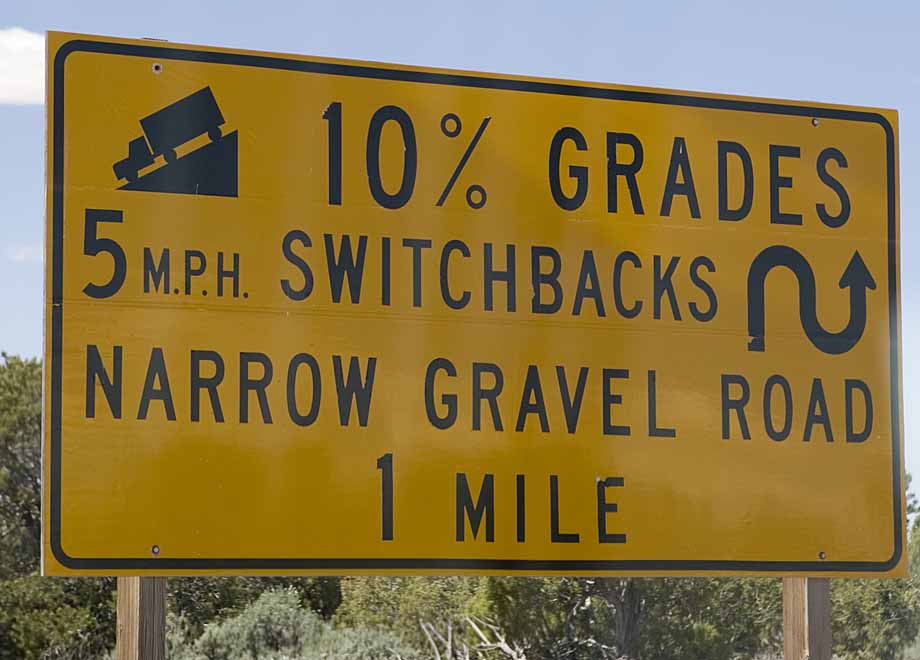 10% GRADES
5 M.P.H. SWITCHBACKS
NARROW GRAVEL ROAD
1 MILE